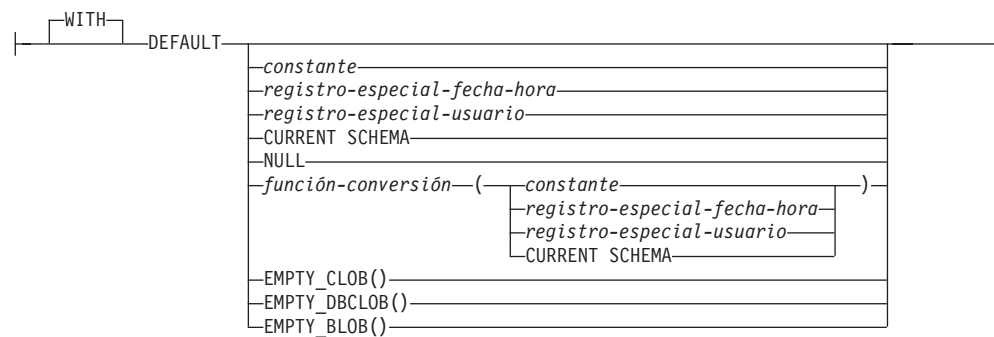 WITH
DEFAULT
constante
registro-especial-fecha-hora
registro-especial-usuario
CURRENT SCHEMA
NULL
función-conversión ( constante )
registro-especial-fecha-hora
registro-especial-usuario
CURRENT SCHEMA
EMPTY_CLOB()
EMPTY_DBCLOB()
EMPTY_BLOB()